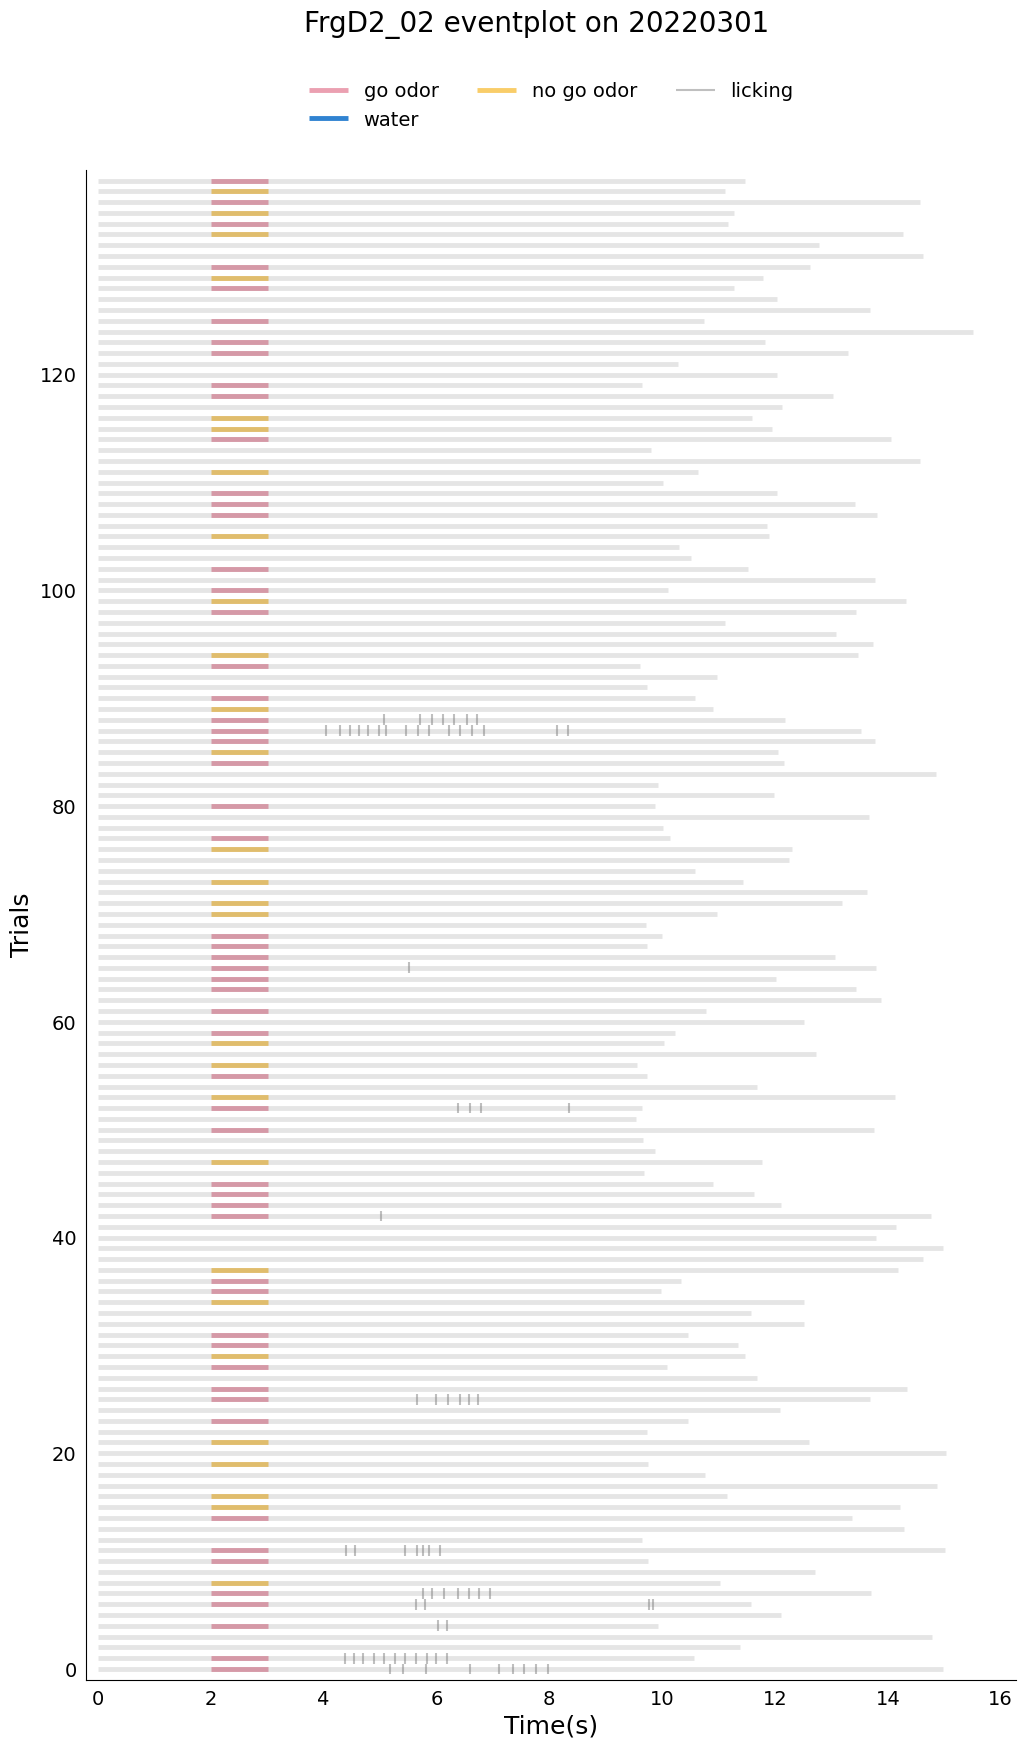 FrgD2_02 eventplot on 20220301
go odor
no go odor
licking
water
120
100
80
60
40
20
0
Trials
0 2 4 6 8 10 12 14 16
Time(s)